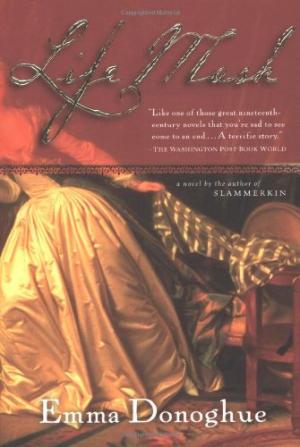 Life Mask
"Like one of those great nineteenth-
century novels that you're sad to see
come to an end...A terrific story."
-THE WASHINGTON POST BOOK WORLD
a novel by the author of
SLAMMERKIN
Emma Donoghue